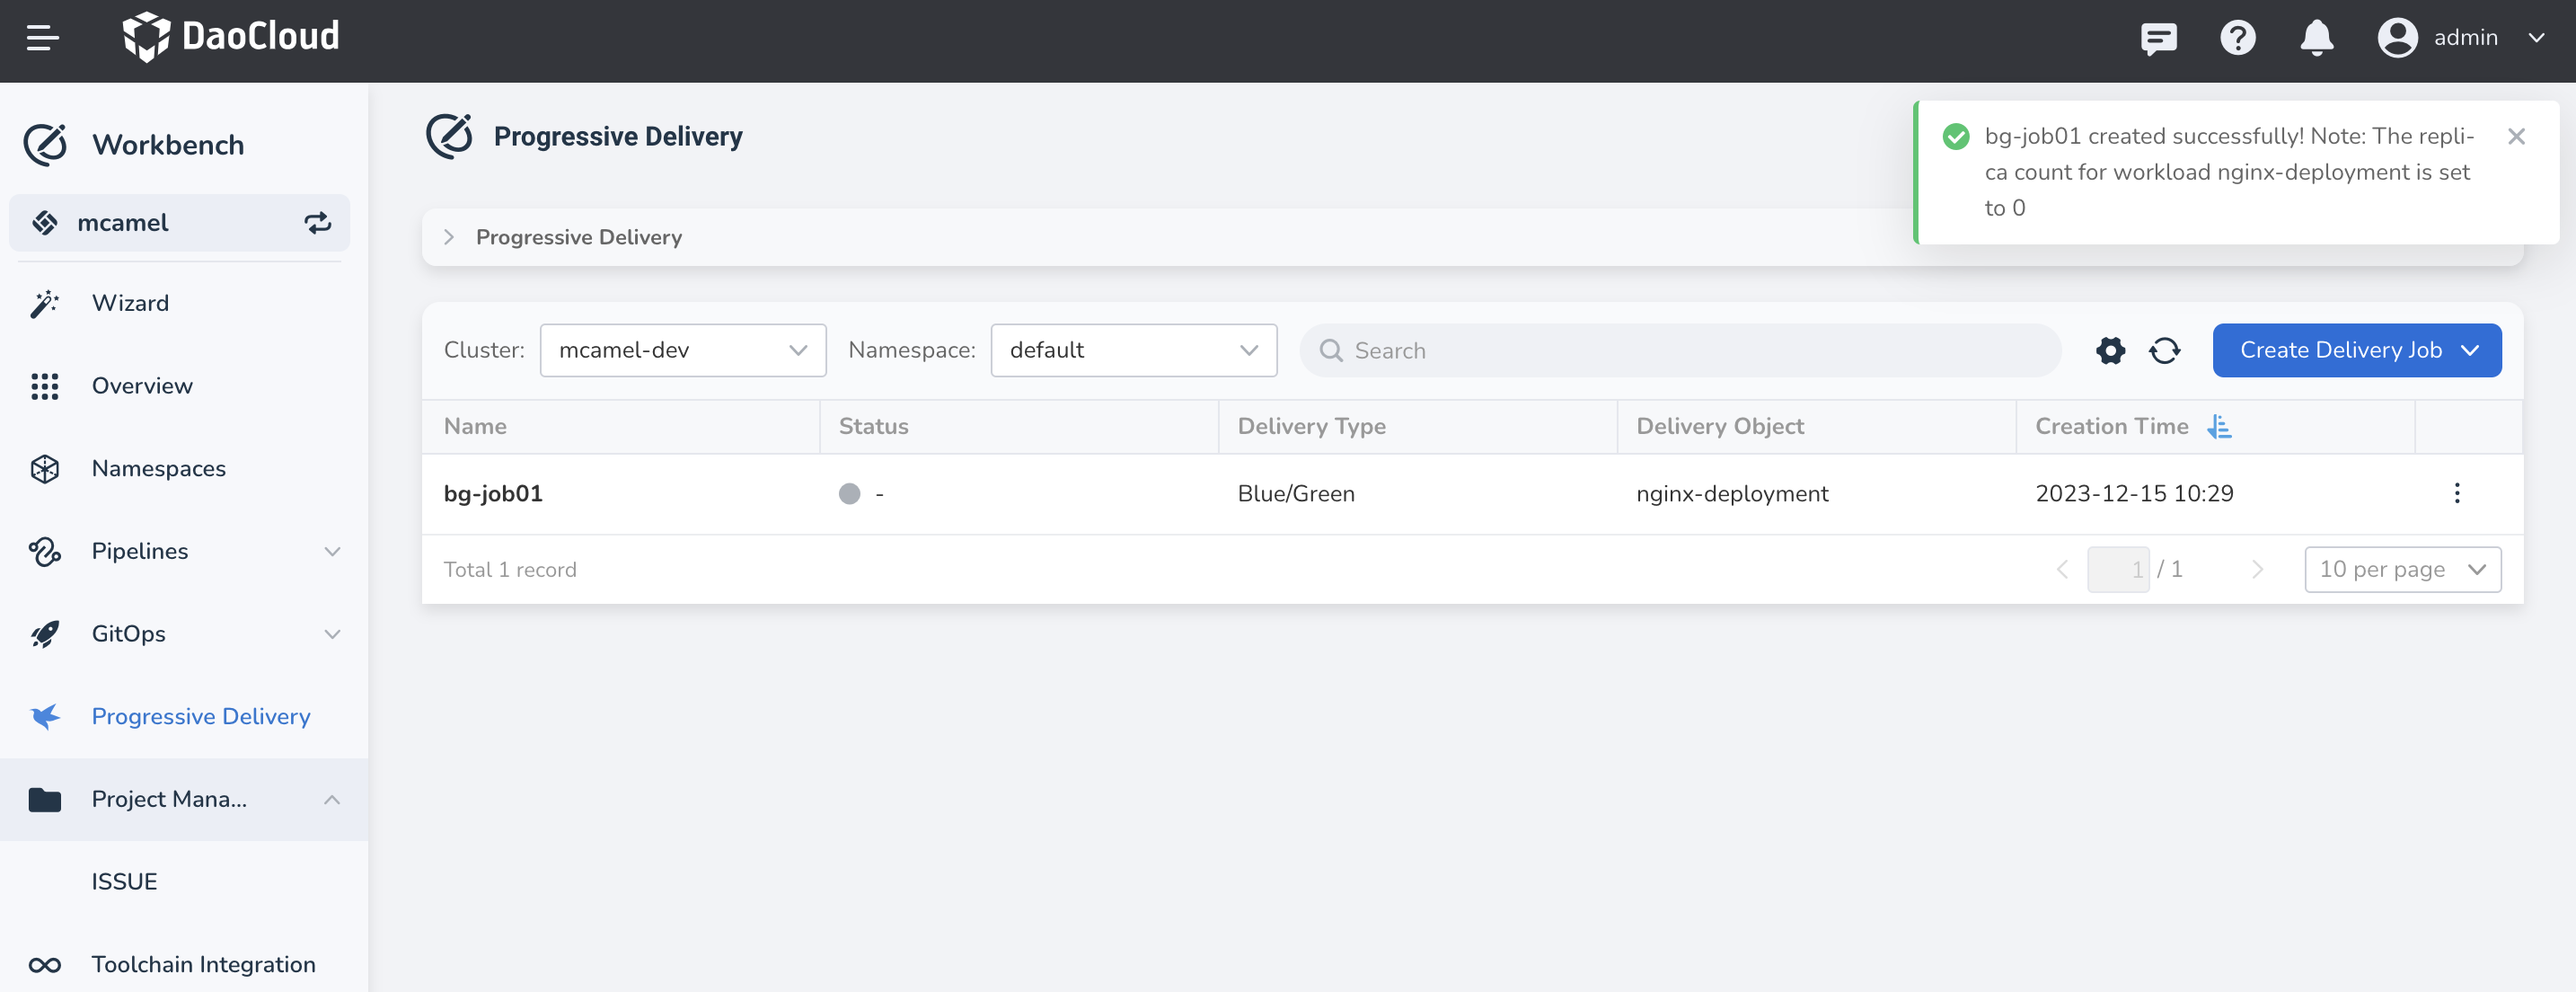 DaoCloud
admin
Workbench
mcamel
Wizard
Overview
Namespaces
Pipelines
GitOps
Progressive Delivery
Project Mana...
ISSUE
Toolchain Integration
Progressive Delivery
bg-job01 created successfully! Note: The repli-
ca count for workload nginx-deployment is set
to 0
Progressive Delivery
Cluster: mcamel-dev Namespace: default Search Create Delivery Job
Name Status Delivery Type Delivery Object Creation Time
bg-job01 - Blue/Green nginx-deployment 2023-12-15 10:29
Total 1 record 1 / 1 10 per page